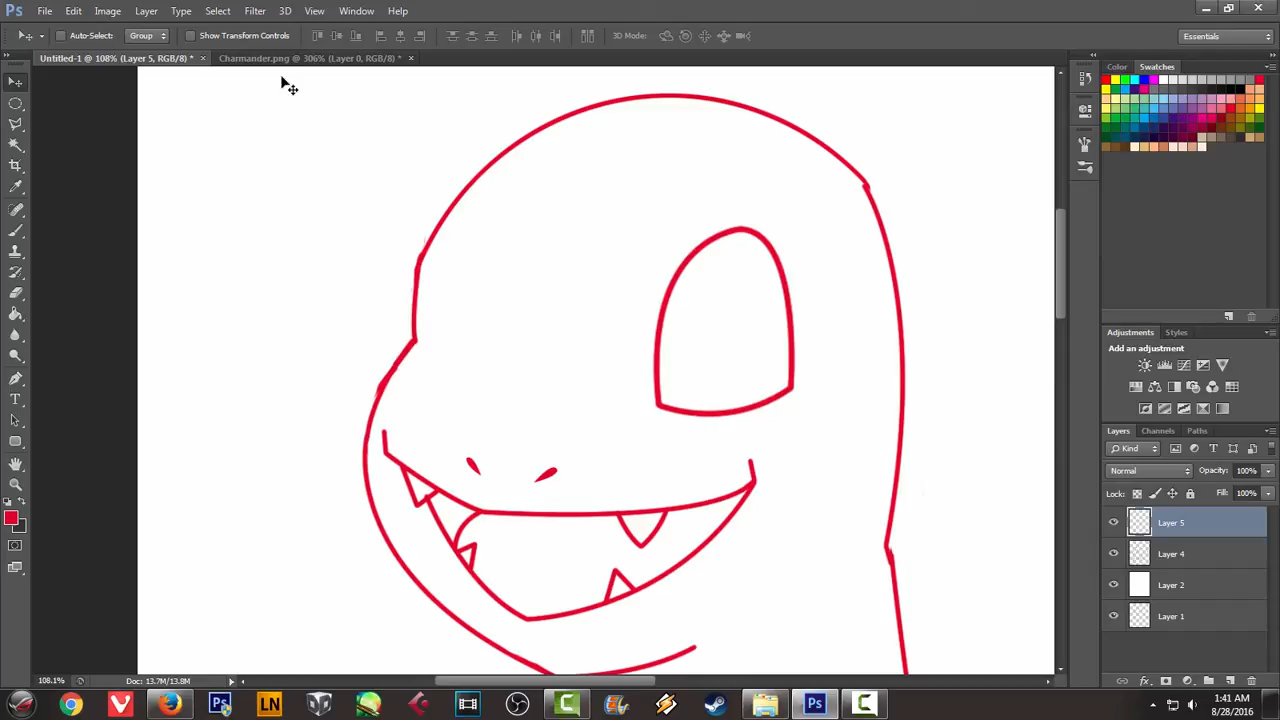 Ps File Edit Image Layer Type Select Filter 3D View Window Help
Auto-Select: Group Show Transform Controls 3D Mode: Essentials
Untitled-1 @ 108% (Layer 5, RGB/8) * × Charmander.png @ 306% (Layer 0, RGB/8) * ×
Color Swatches
Adjustments Styles
Add an adjustment
Layers Channels Paths
Kind
Normal Opacity: 100%
Lock: Fill: 100%
Layer 5
Layer 4
Layer 2
Layer 1
108.1% Doc: 13.7M/13.8M
Ps LN Ps
1:41 AM
8/28/2016